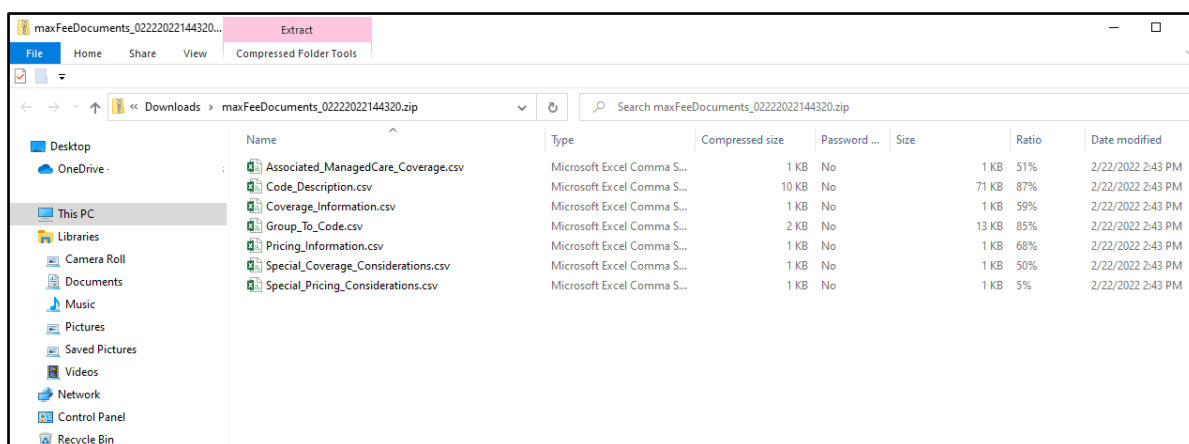 maxFeeDocuments_02222022144320... Extract
File Home Share View Compressed Folder Tools
« Downloads > maxFeeDocuments_02222022144320.zip Search maxFeeDocuments_02222022144320.zip
Name Type Compressed size Password ... Size Ratio Date modified
Desktop
OneDrive -
This PC
Libraries
Camera Roll
Documents
Music
Pictures
Saved Pictures
Videos
Network
Control Panel
Recycle Bin
Associated_ManagedCare_Coverage.csv Microsoft Excel Comma S... 1 KB No 1 KB 51% 2/22/2022 2:43 PM
Code_Description.csv Microsoft Excel Comma S... 10 KB No 71 KB 87% 2/22/2022 2:43 PM
Coverage_Information.csv Microsoft Excel Comma S... 1 KB No 1 KB 59% 2/22/2022 2:43 PM
Group_To_Code.csv Microsoft Excel Comma S... 2 KB No 13 KB 85% 2/22/2022 2:43 PM
Pricing_Information.csv Microsoft Excel Comma S... 1 KB No 1 KB 68% 2/22/2022 2:43 PM
Special_Coverage_Considerations.csv Microsoft Excel Comma S... 1 KB No 1 KB 50% 2/22/2022 2:43 PM
Special_Pricing_Considerations.csv Microsoft Excel Comma S... 1 KB No 1 KB 5% 2/22/2022 2:43 PM